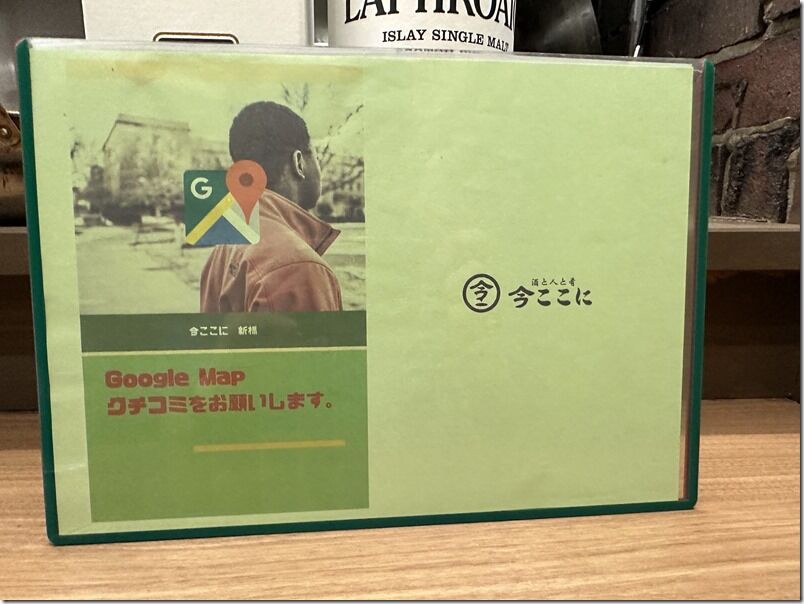 LAPHROAI
ISLAY SINGLE MALT
G
今ここに 新橋
Google Map
クチコミをお願いします。
酒と人と肴
今ここに